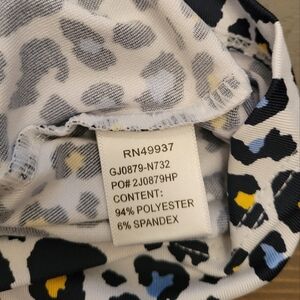 RN49937
GJ0879-N732
PO# 2J0879HP
CONTENT:
94% POLYESTER
6% SPANDEX